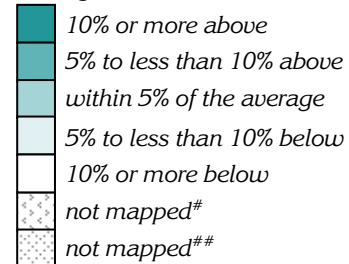 10% or more above
5% to less than 10% above
within 5% of the average
5% to less than 10% below
10% or more below
not mapped#
not mapped##